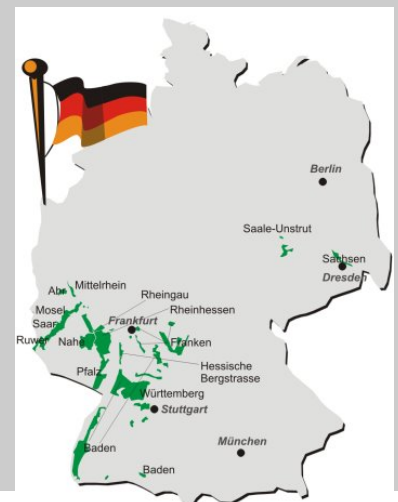 Berlin
Saale-Unstrut
Sachsen
Dresden
Ahr
Mittelrhein
Rheingau
Mosel
Saar
Ruwer
Rheinhessen
Frankfurt
Nahe
Franken
Pfalz
Hessische
Bergstrasse
Württemberg
Stuttgart
Baden
München
Baden